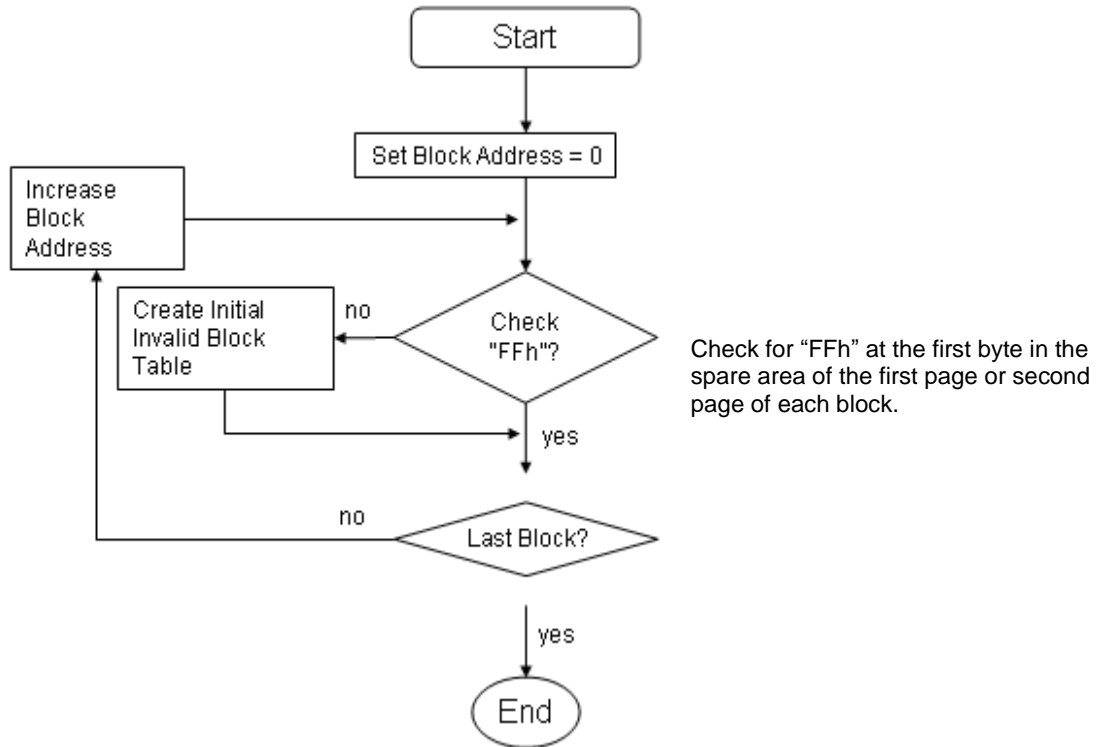 Start
Set Block Address = 0
Increase
Block
Address
Create Initial
Invalid Block
Table
no
Check
"FFh"?
Check for “FFh” at the first byte in the
spare area of the first page or second
page of each block.
yes
no
Last Block?
yes
End